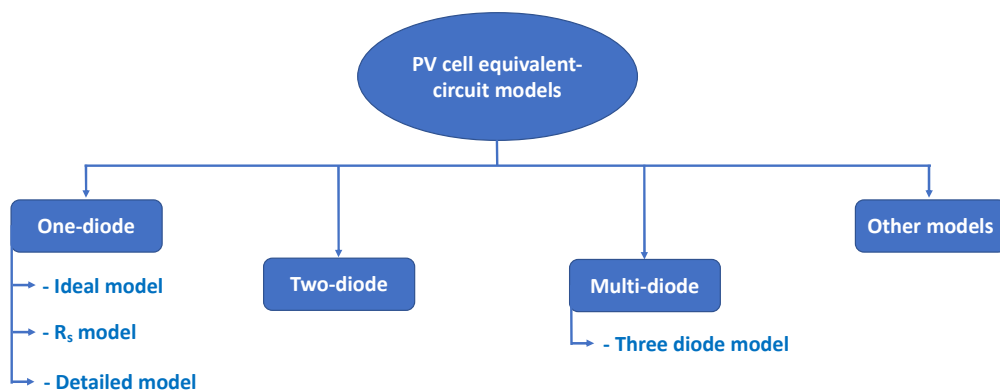 PV cell equivalent-
circuit models
One-diode
- Ideal model
- Rₛ model
- Detailed model
Two-diode
Multi-diode
- Three diode model
Other models